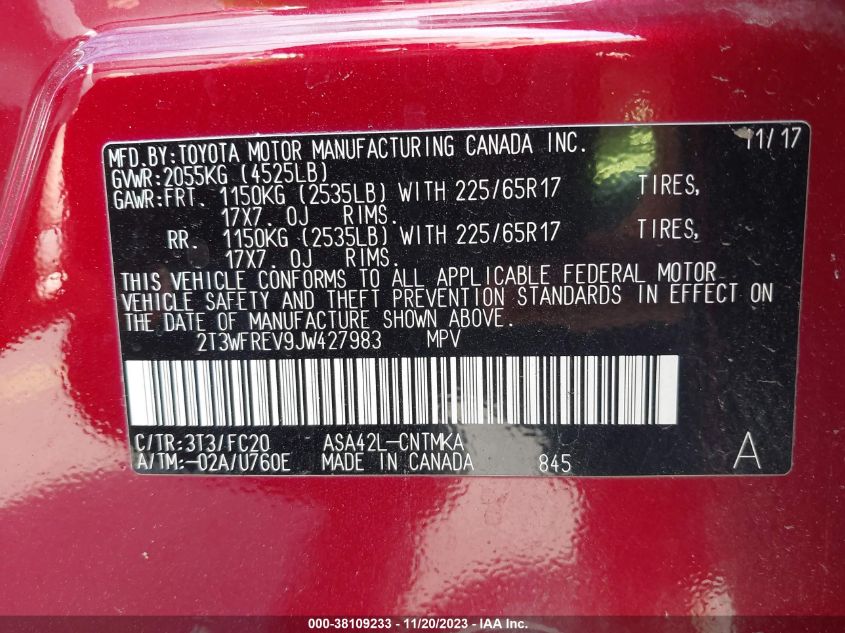 MFD.BY:TOYOTA MOTOR MANUFACTURING CANADA INC. 11/17
GVWR:2055KG (4525LB)
GAWR:FRT. 1150KG (2535LB) WITH 225/65R17 TIRES,
17X7.0J RIMS.
RR. 1150KG (2535LB) WITH 225/65R17 TIRES,
17X7.0J RIMS.
THIS VEHICLE CONFORMS TO ALL APPLICABLE FEDERAL MOTOR
VEHICLE SAFETY AND THEFT PREVENTION STANDARDS IN EFFECT ON
THE DATE OF MANUFACTURE SHOWN ABOVE.
2T3WFREV9JW427983 MPV
C/TR:3T3/FC20 ASA42L-CNTMKA
A/TM:-02A/U760E MADE IN CANADA 845 A
000-38109233 - 11/20/2023 - IAA Inc.